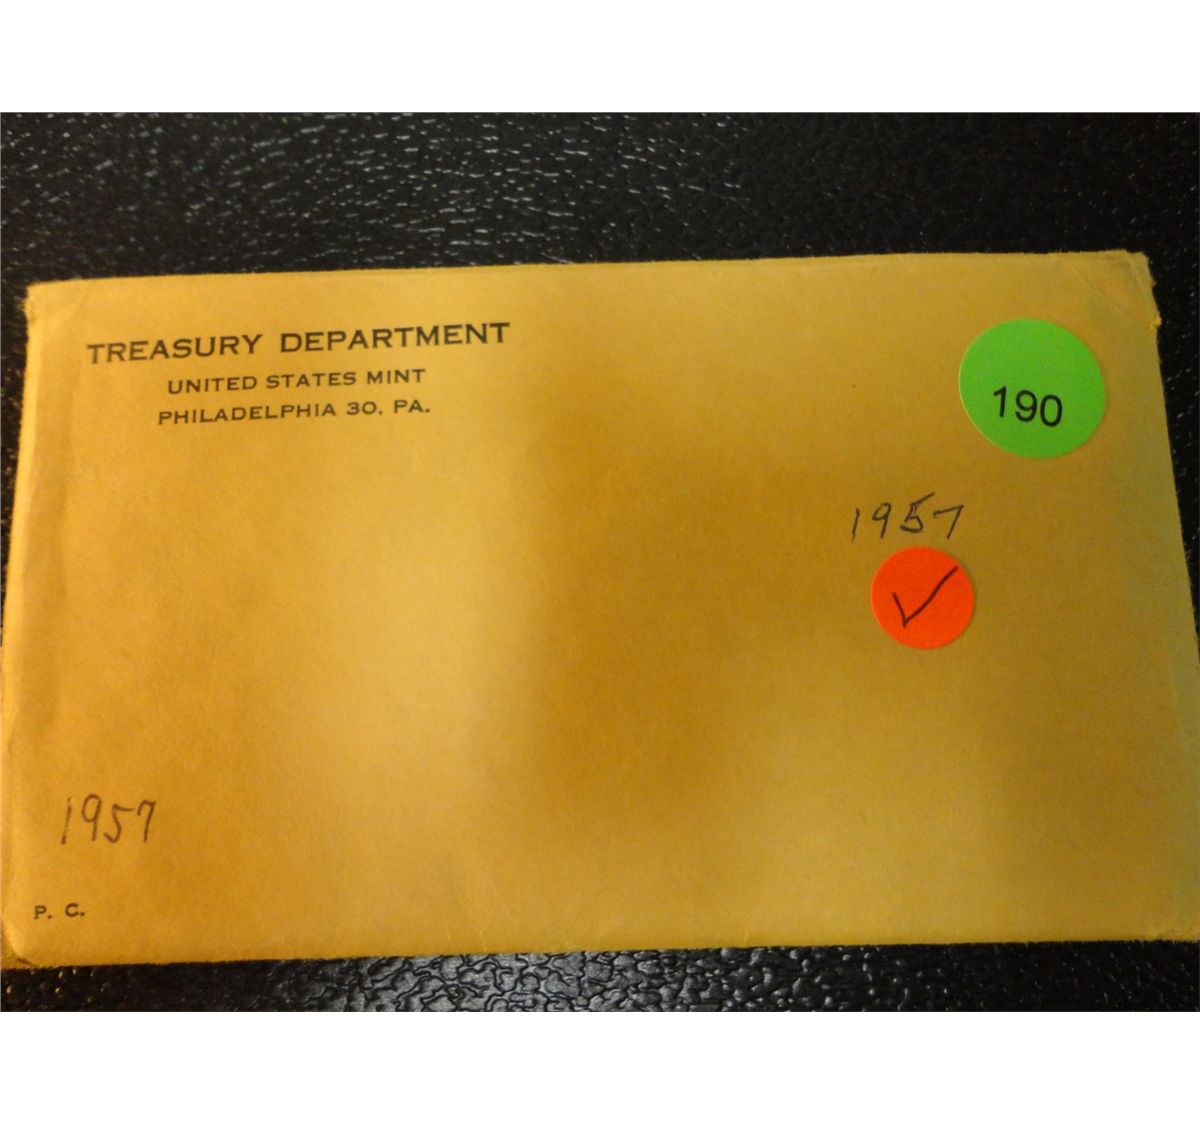 TREASURY DEPARTMENT
UNITED STATES MINT
PHILADELPHIA 30, PA.
190
1957
1957
P. C.